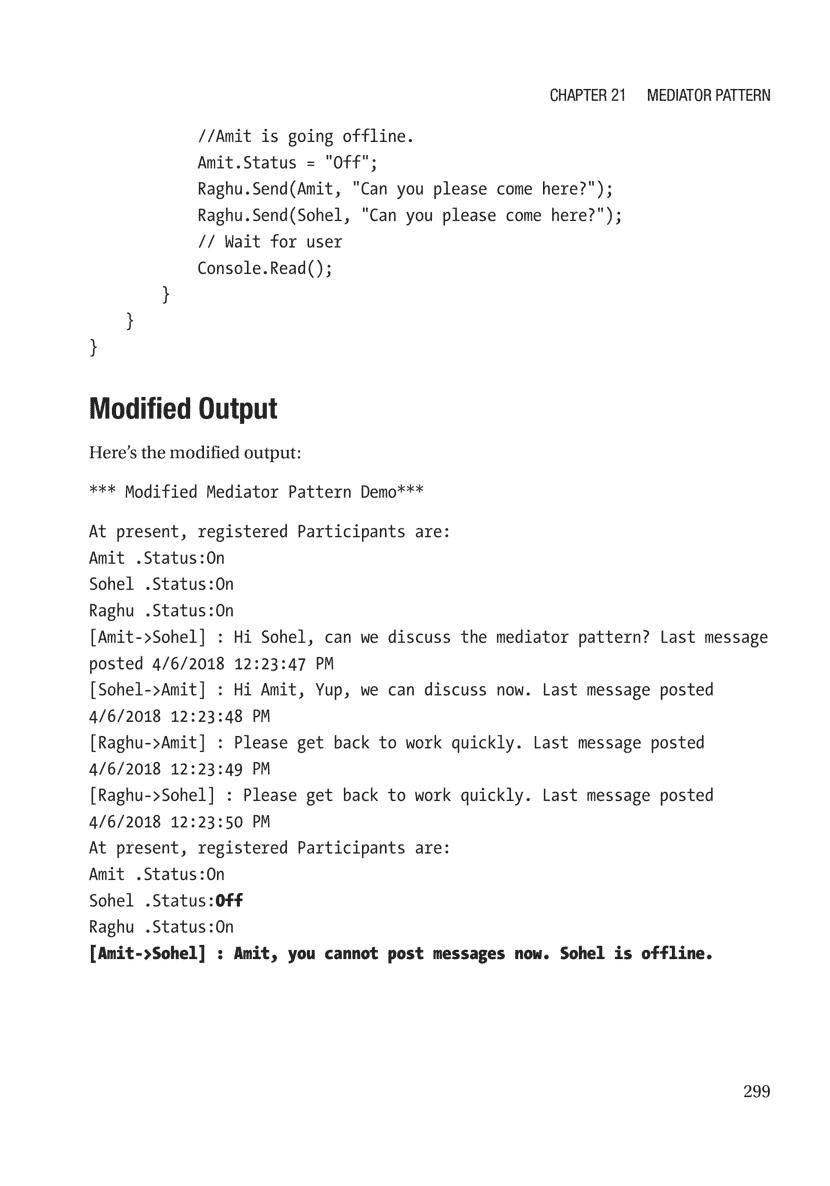 CHAPTER 21 MEDIATOR PATTERN
//Amit is going offline.
Amit.Status = "Off";
Raghu.Send(Amit, "Can you please come here?");
Raghu.Send(Sohel, "Can you please come here?");
// Wait for user
Console.Read();
}
}
}
Modified Output
Here’s the modified output:
*** Modified Mediator Pattern Demo***
At present, registered Participants are:
Amit .Status:On
Sohel .Status:On
Raghu .Status:On
[Amit->Sohel] : Hi Sohel, can we discuss the mediator pattern? Last message
posted 4/6/2018 12:23:47 PM
[Sohel->Amit] : Hi Amit, Yup, we can discuss now. Last message posted
4/6/2018 12:23:48 PM
[Raghu->Amit] : Please get back to work quickly. Last message posted
4/6/2018 12:23:49 PM
[Raghu->Sohel] : Please get back to work quickly. Last message posted
4/6/2018 12:23:50 PM
At present, registered Participants are:
Amit .Status:On
Sohel .Status:Off
Raghu .Status:On
[Amit->Sohel] : Amit, you cannot post messages now. Sohel is offline.
299